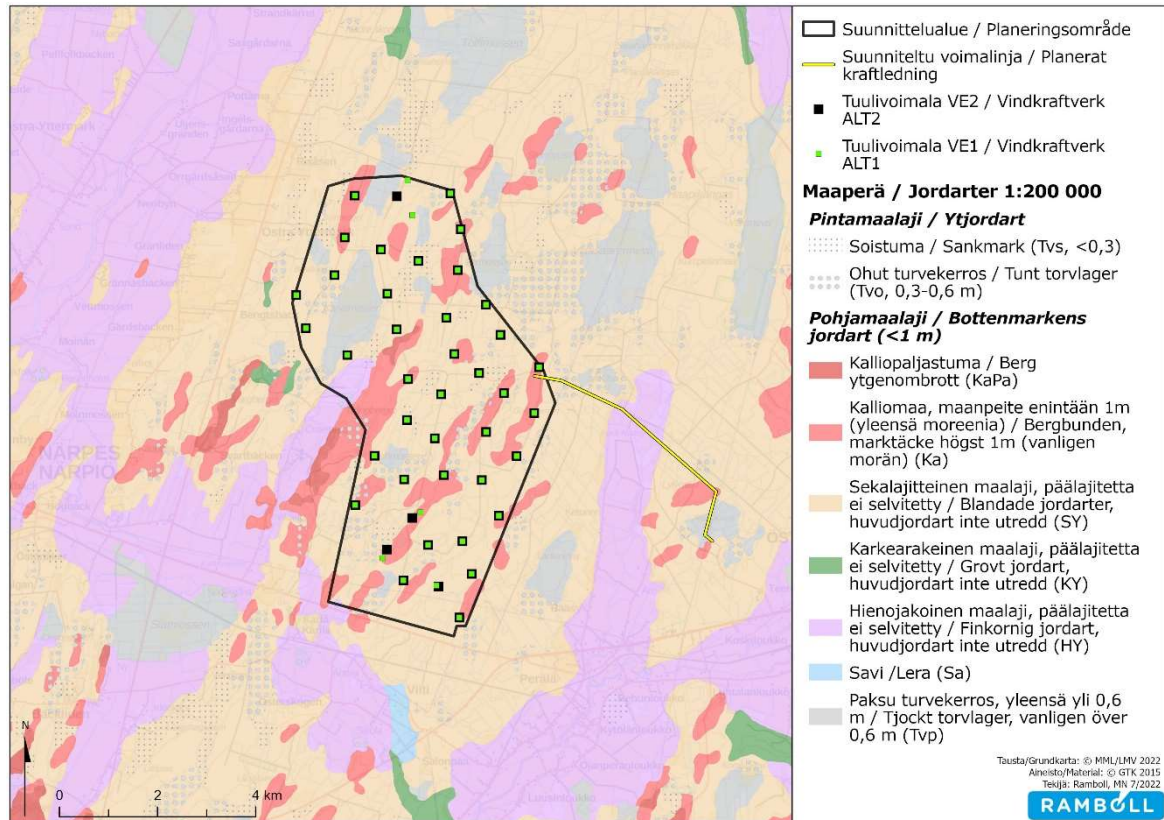 Suunnittelualue / Planeringsområde
Suunniteltu voimalinja / Planerat
kraftledning
Tuulivoimala VE2 / Vindkraftverk
ALT2
Tuulivoimala VE1 / Vindkraftverk
ALT1
Maaperä / Jordarter 1:200 000
Pintamaalaji / Ytjordart
Soistuma / Sankmark (Tvs, <0,3)
Ohut turvekerros / Tunt torvlager
(Tvo, 0,3-0,6 m)
Pohjamaalaji / Bottenmarkens
jordart (<1 m)
Kalliopaljastuma / Berg
ytgenombrott (KaPa)
Kalliomaa, maanpeite enintään 1m
(yleensä moreenia) / Bergbunden,
marktäcke högst 1m (vanligen
morän) (Ka)
Sekalajitteinen maalaji, päälajitetta
ei selvitetty / Blandade jordarter,
huvudjordart inte utredd (SY)
Karkearakeinen maalaji, päälajitetta
ei selvitetty / Grovt jordart,
huvudjordart inte utredd (KY)
Hienojakoinen maalaji, päälajitetta
ei selvitetty / Finkornig jordart,
huvudjordart inte utredd (HY)
Savi /Lera (Sa)
Paksu turvekerros, yleensä yli 0,6
m / Tjockt torvlager, vanligen över
0,6 m (Tvp)
Tausta/Grundkarta: © MML/LMV 2022
Aineisto/Material: © GTK 2015
Tekijä: Ramboll, MN 7/2022
RAMBOLL
NÄRPES
NÄRPIÖ
Vitti
Perälä
N
0 2 4 km